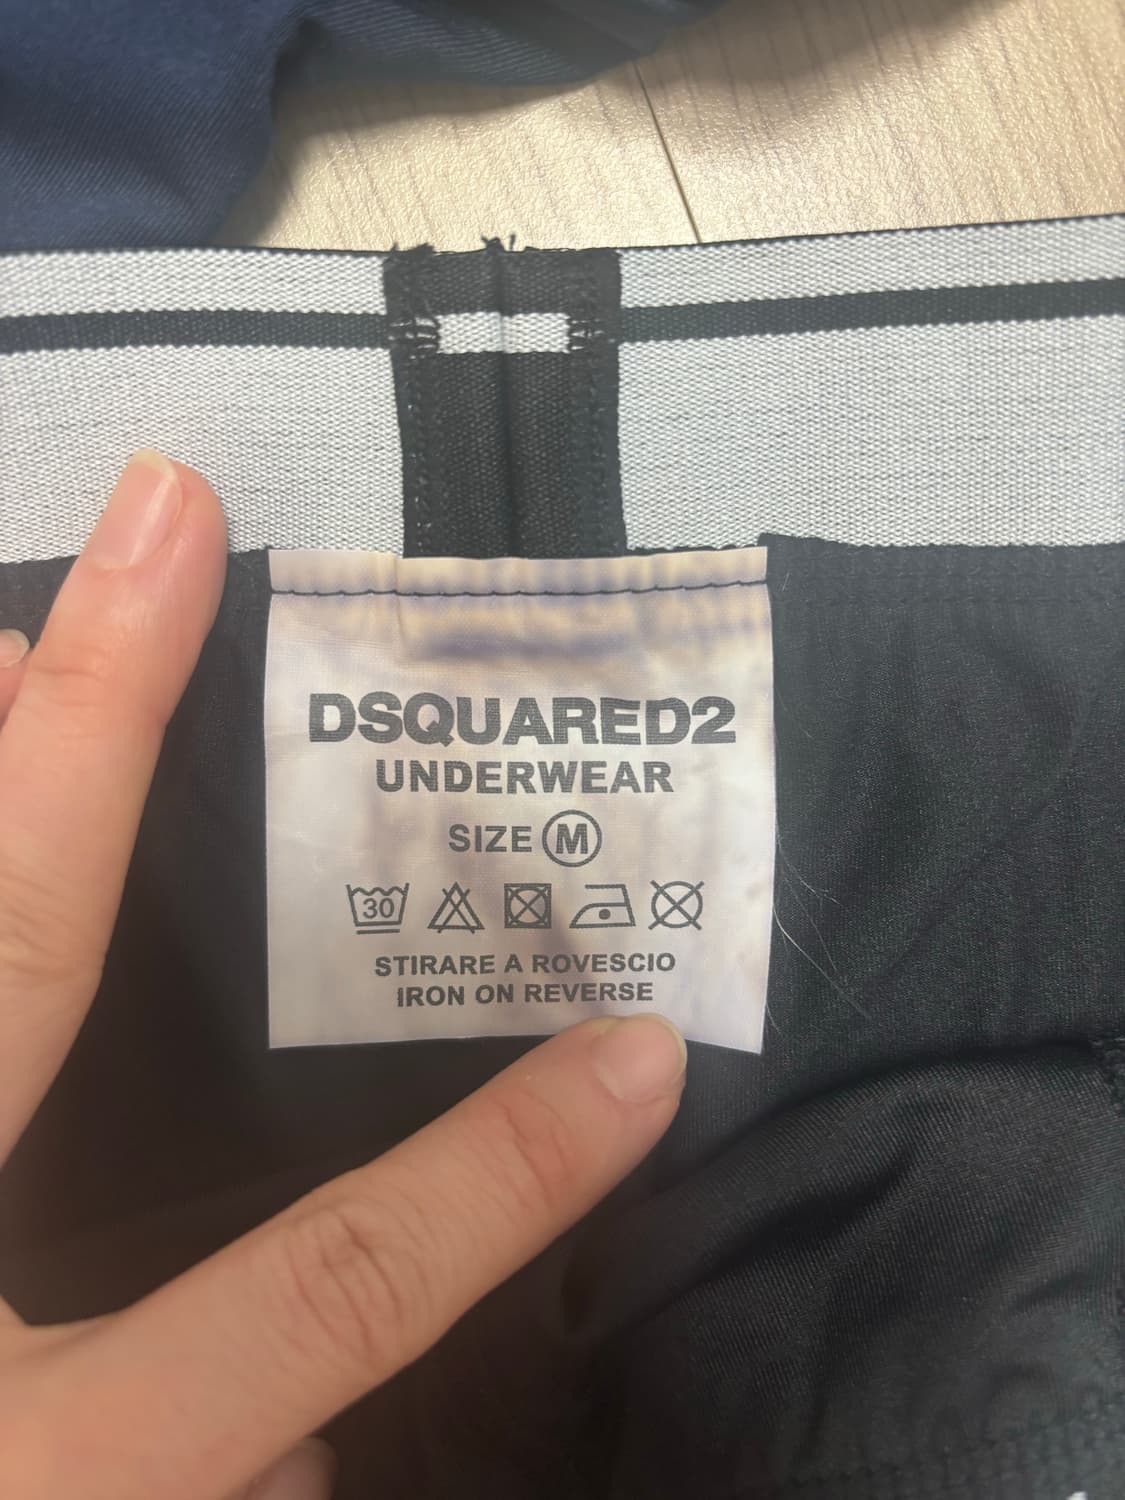 DSQUARED2
UNDERWEAR
SIZE M
30
STIRARE A ROVESCIO
IRON ON REVERSE